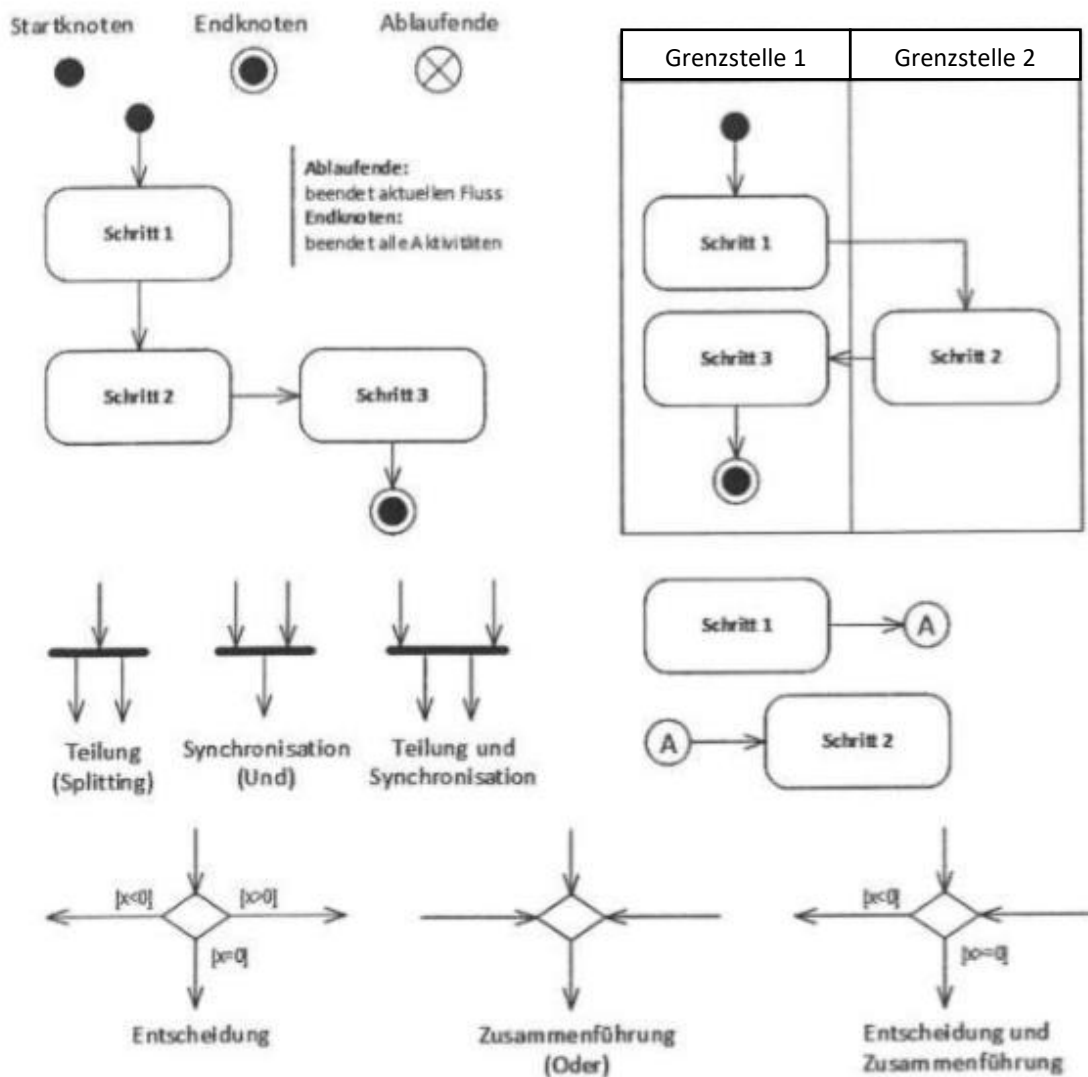 Startknoten
Endknoten
Ablaufende
Grenzstelle 1
Grenzstelle 2
Ablaufende:
beendet aktuellen Fluss
Endknoten:
beendet alle Aktivitäten
Schritt 1
Schritt 2
Schritt 3
Schritt 1
Schritt 3
Schritt 2
Teilung
(Splitting)
Synchronisation
(Und)
Teilung und
Synchronisation
Schritt 1
A
A
Schritt 2
[x<0]
[x>0]
[x=0]
Entscheidung
Zusammenführung
(Oder)
[x<0]
[x>=0]
Entscheidung und
Zusammenführung